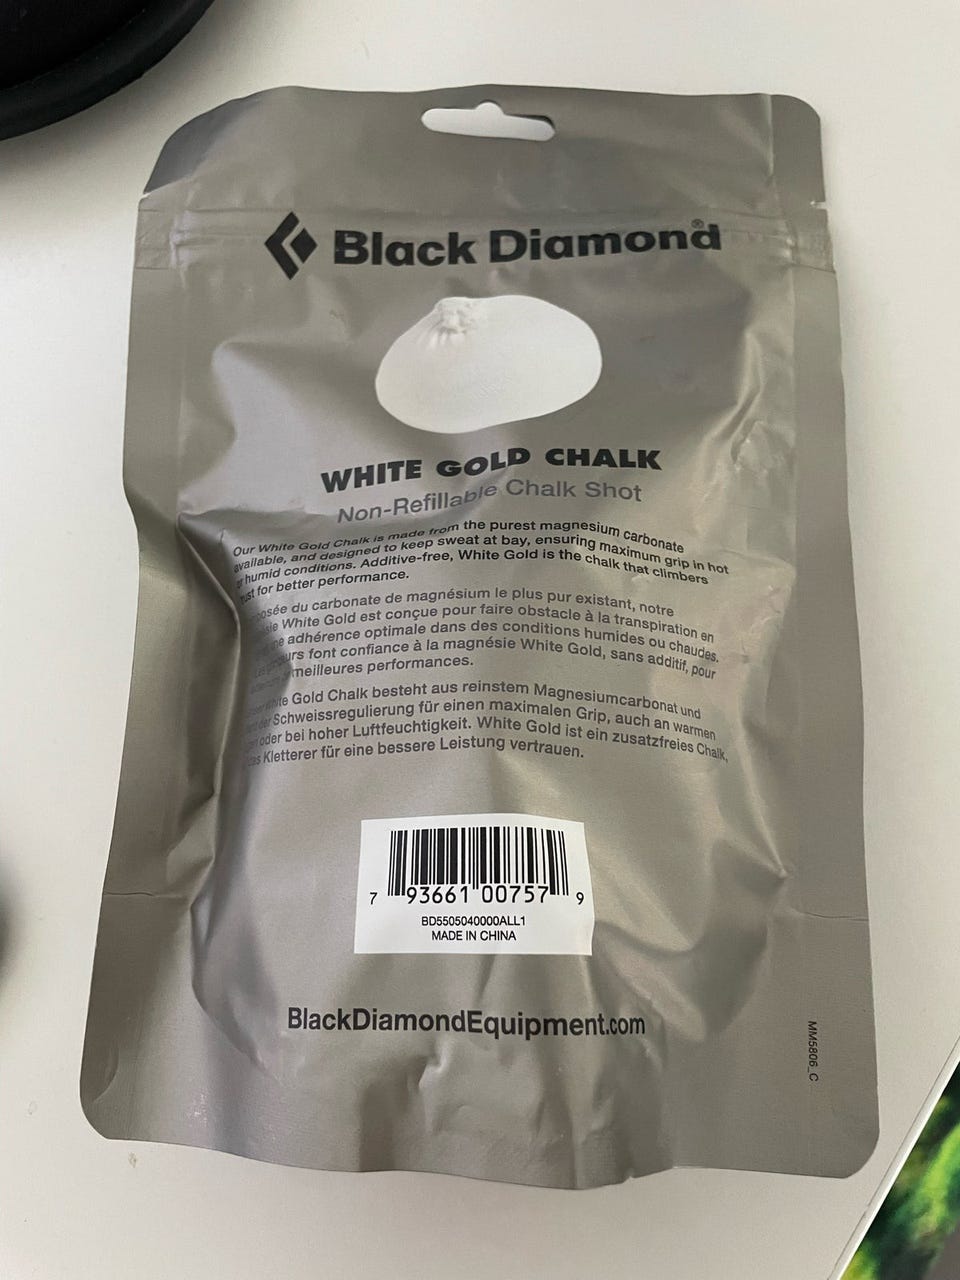 Black Diamond®
WHITE GOLD CHALK
Non-Refillable Chalk Shot
Our White Gold Chalk is made from the purest magnesium carbonate
available, and designed to keep sweat at bay, ensuring maximum grip in hot
or humid conditions. Additive-free, White Gold is the chalk that climbers
trust for better performance.
du carbonate de magnésium le plus pur existant, notre
White Gold est conçue pour faire obstacle à la transpiration en
adhérence optimale dans des conditions humides ou chaudes.
font confiance à la magnésie White Gold, sans additif, pour
meilleures performances.
White Gold Chalk besteht aus reinstem Magnesiumcarbonat und
der Schweissregulierung für einen maximalen Grip, auch an warmen
oder bei hoher Luftfeuchtigkeit. White Gold ist ein zusatzfreies Chalk,
das Kletterer für eine bessere Leistung vertrauen.
7 93661 00757 9
BD5505040000ALL1
MADE IN CHINA
BlackDiamondEquipment.com
MM5806_C